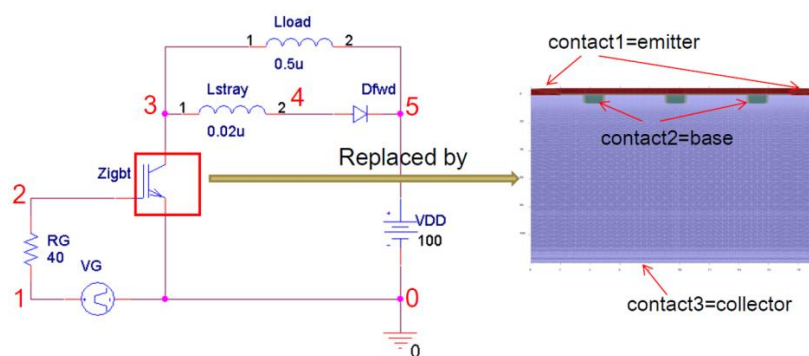 Lload
1
2
0.5u
3
Lstray
4
Dfwd
5
1
2
0.02u
Zigbt
Replaced by
2
RG
40
VG
VDD
100
1
0
0
contact1=emitter
contact2=base
contact3=collector